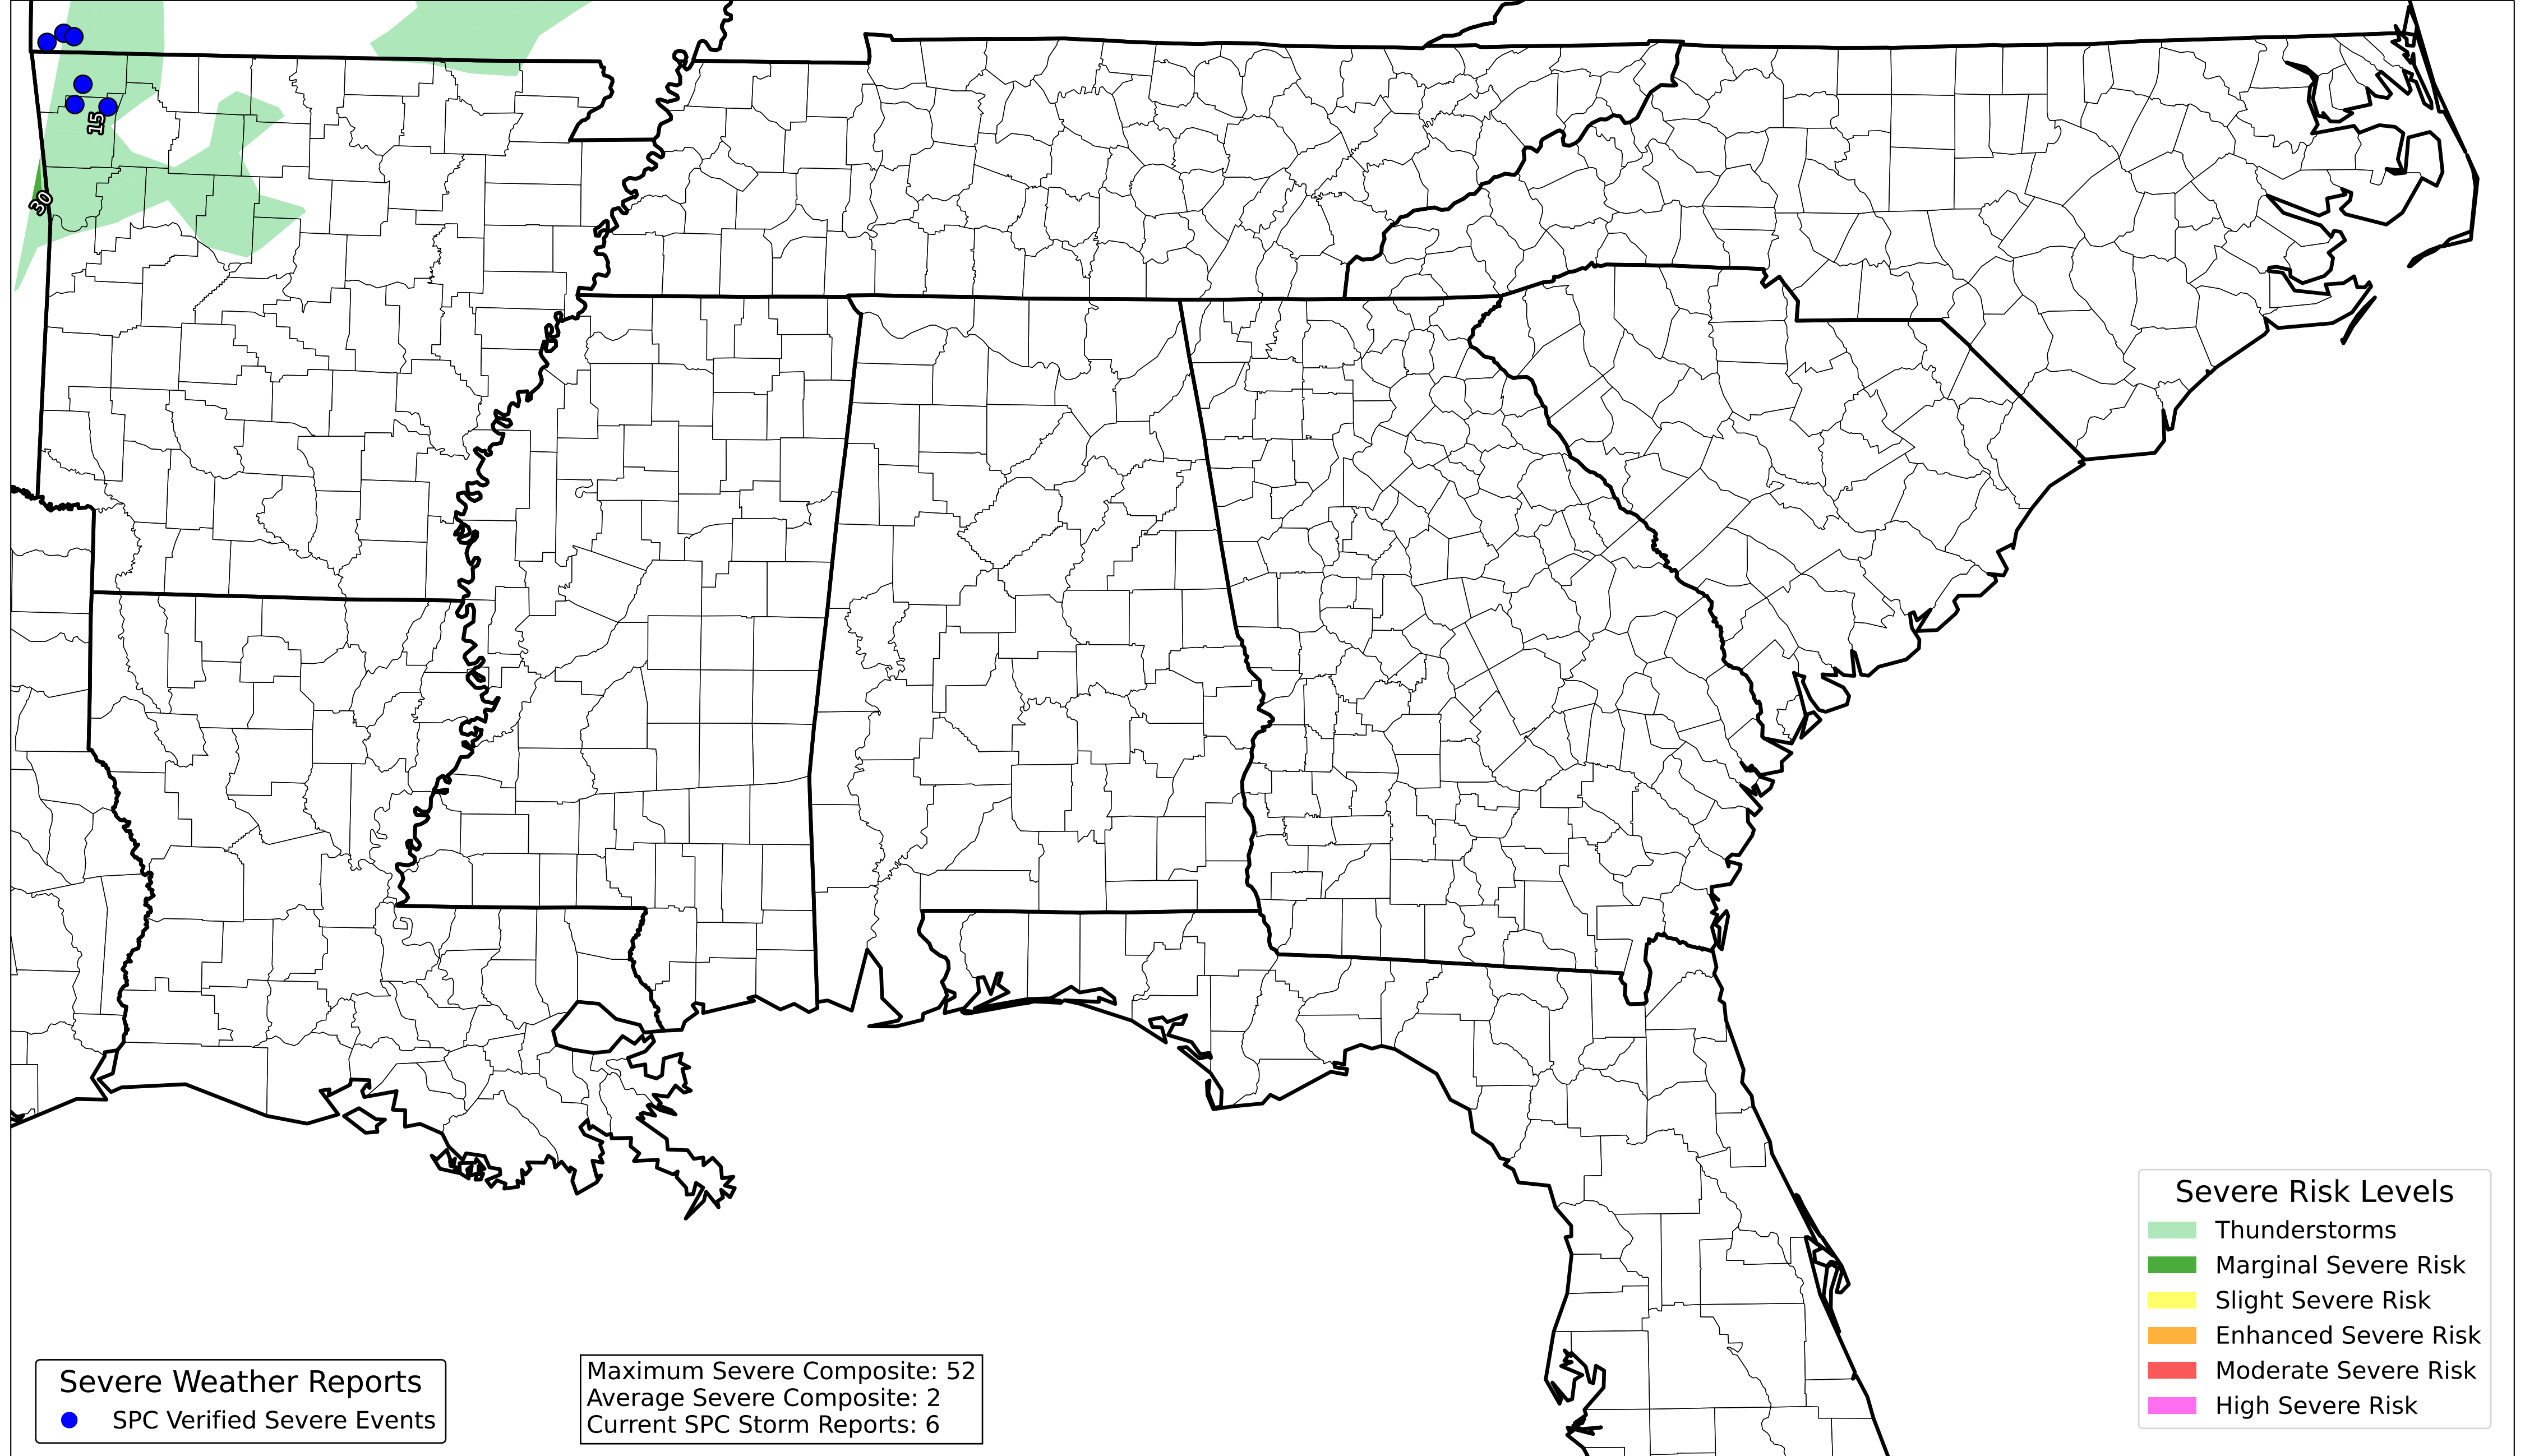 15
30
Severe Risk Levels
Thunderstorms
Marginal Severe Risk
Slight Severe Risk
Enhanced Severe Risk
Moderate Severe Risk
High Severe Risk
Severe Weather Reports
SPC Verified Severe Events
Maximum Severe Composite: 52
Average Severe Composite: 2
Current SPC Storm Reports: 6